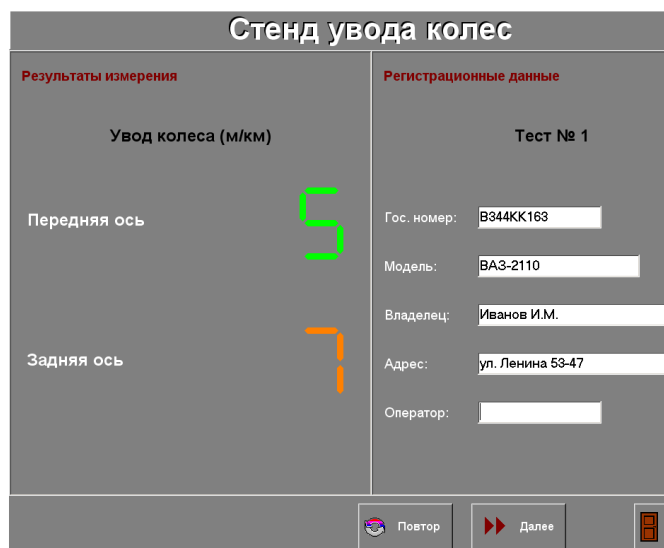 Стенд увода колес
Результаты измерения
Увод колеса (м/км)
Передняя ось
5
Задняя ось
7
Регистрационные данные
Тест № 1
Гос. номер: В344КК163
Модель: ВАЗ-2110
Владелец: Иванов И.М.
Адрес: ул. Ленина 53-47
Оператор:
Повтор
Далее